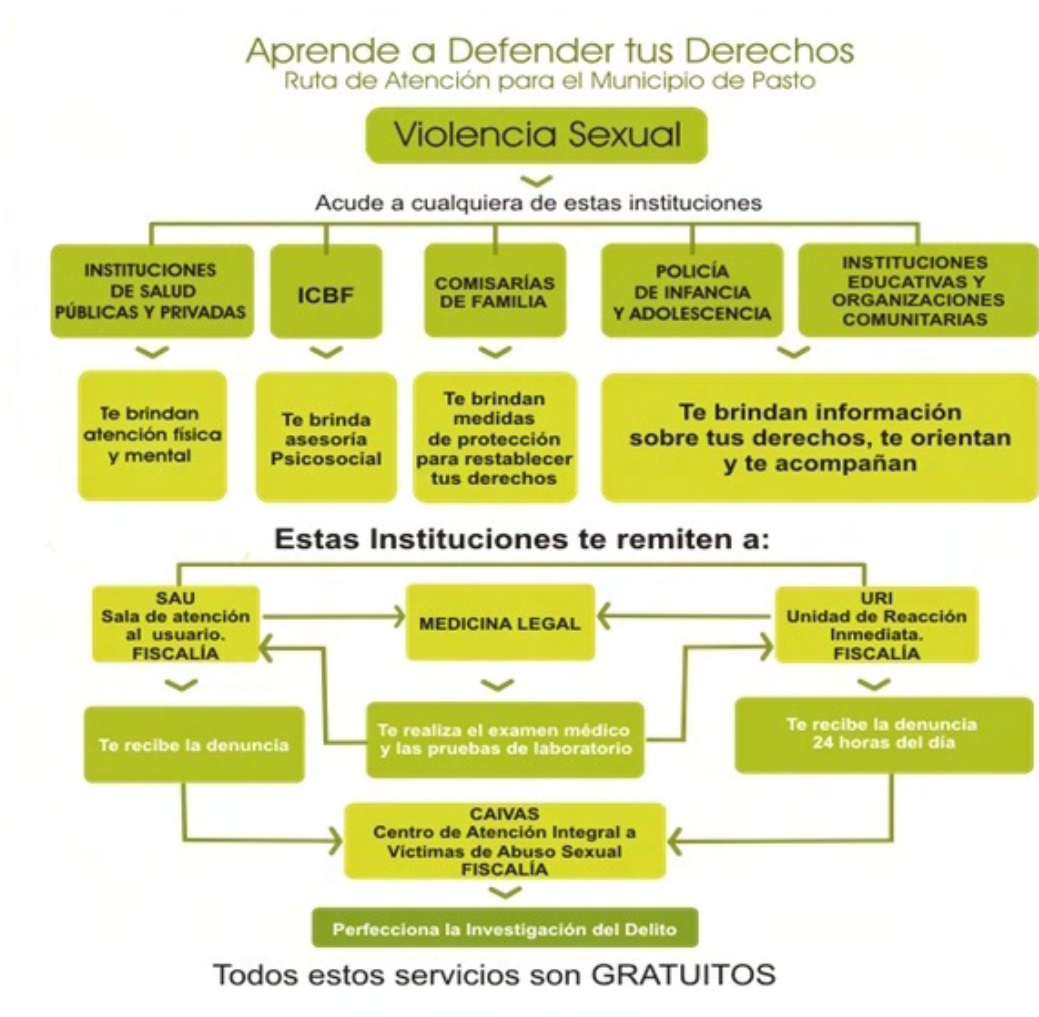 Aprende a Defender tus Derechos
Ruta de Atención para el Municipio de Pasto
Violencia Sexual
Acude a cualquiera de estas instituciones
INSTITUCIONES
DE SALUD
PÚBLICAS Y PRIVADAS
ICBF
COMISARÍAS
DE FAMILIA
POLICÍA
DE INFANCIA
Y ADOLESCENCIA
INSTITUCIONES
EDUCATIVAS Y
ORGANIZACIONES
COMUNITARIAS
Te brindan
atención física
y mental
Te brinda
asesoría
Psicosocial
Te brindan
medidas
de protección
para restablecer
tus derechos
Te brindan información
sobre tus derechos, te orientan
y te acompañan
Estas Instituciones te remiten a:
SAU
Sala de atención
al usuario.
FISCALÍA
MEDICINA LEGAL
URI
Unidad de Reacción
Inmediata.
FISCALÍA
Te recibe la denuncia
Te realiza el examen médico
y las pruebas de laboratorio
Te recibe la denuncia
24 horas del día
CAIVAS
Centro de Atención Integral a
Víctimas de Abuso Sexual
FISCALÍA
Perfecciona la Investigación del Delito
Todos estos servicios son GRATUITOS